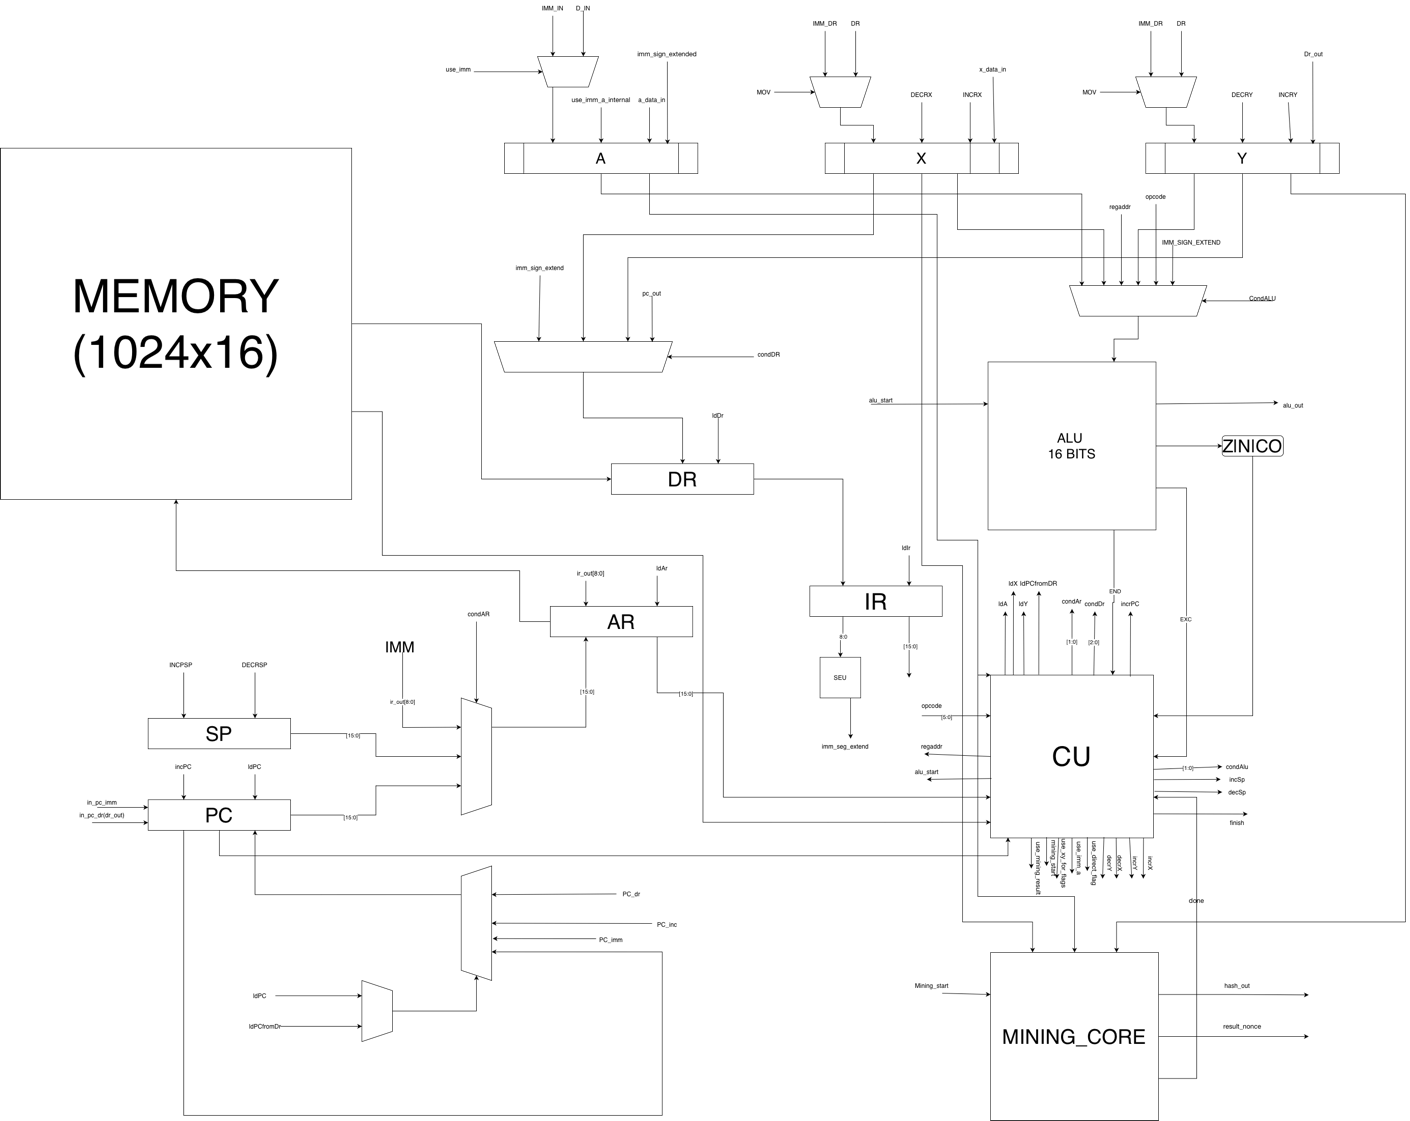 IMM_IN
D_IN
use_imm
imm_sign_extended
use_imm_a_internal
a_data_in
A
IMM_DR
DR
MOV
DECRX
INCRX
x_data_in
X
IMM_DR
DR
MOV
DECRY
INCRY
Dr_out
Y
MEMORY
(1024x16)
regaddr
opcode
IMM_SIGN_EXTEND
CondALU
imm_sign_extend
pc_out
condDR
ldDr
DR
alu_start
ALU
16 BITS
alu_out
ZINICO
END
EXC
ldIr
IR
8:0
[15:0]
SEU
imm_seg_extend
ir_out[8:0]
ldAr
AR
[15:0]
[15:0]
condAR
IMM
ir_out[8:0]
INCPSP
DECRSP
SP
[15:0]
incPC
ldPC
in_pc_imm
in_pc_dr(dr_out)
PC
[15:0]
ldX
ldPCfromDR
ldA
ldY
condAr
condDr
incrPC
[1:0]
[2:0]
opcode
[5:0]
regaddr
alu_start
CU
[1:0]
condAlu
incSp
decSp
finish
use_mining_result
mining_start
use_xy_for_flags
use_imm_a
use_direct_flag
decrY
decrX
incrY
incrX
done
PC_dr
PC_inc
PC_imm
ldPC
ldPCfromDr
Mining_start
MINING_CORE
hash_out
result_nonce